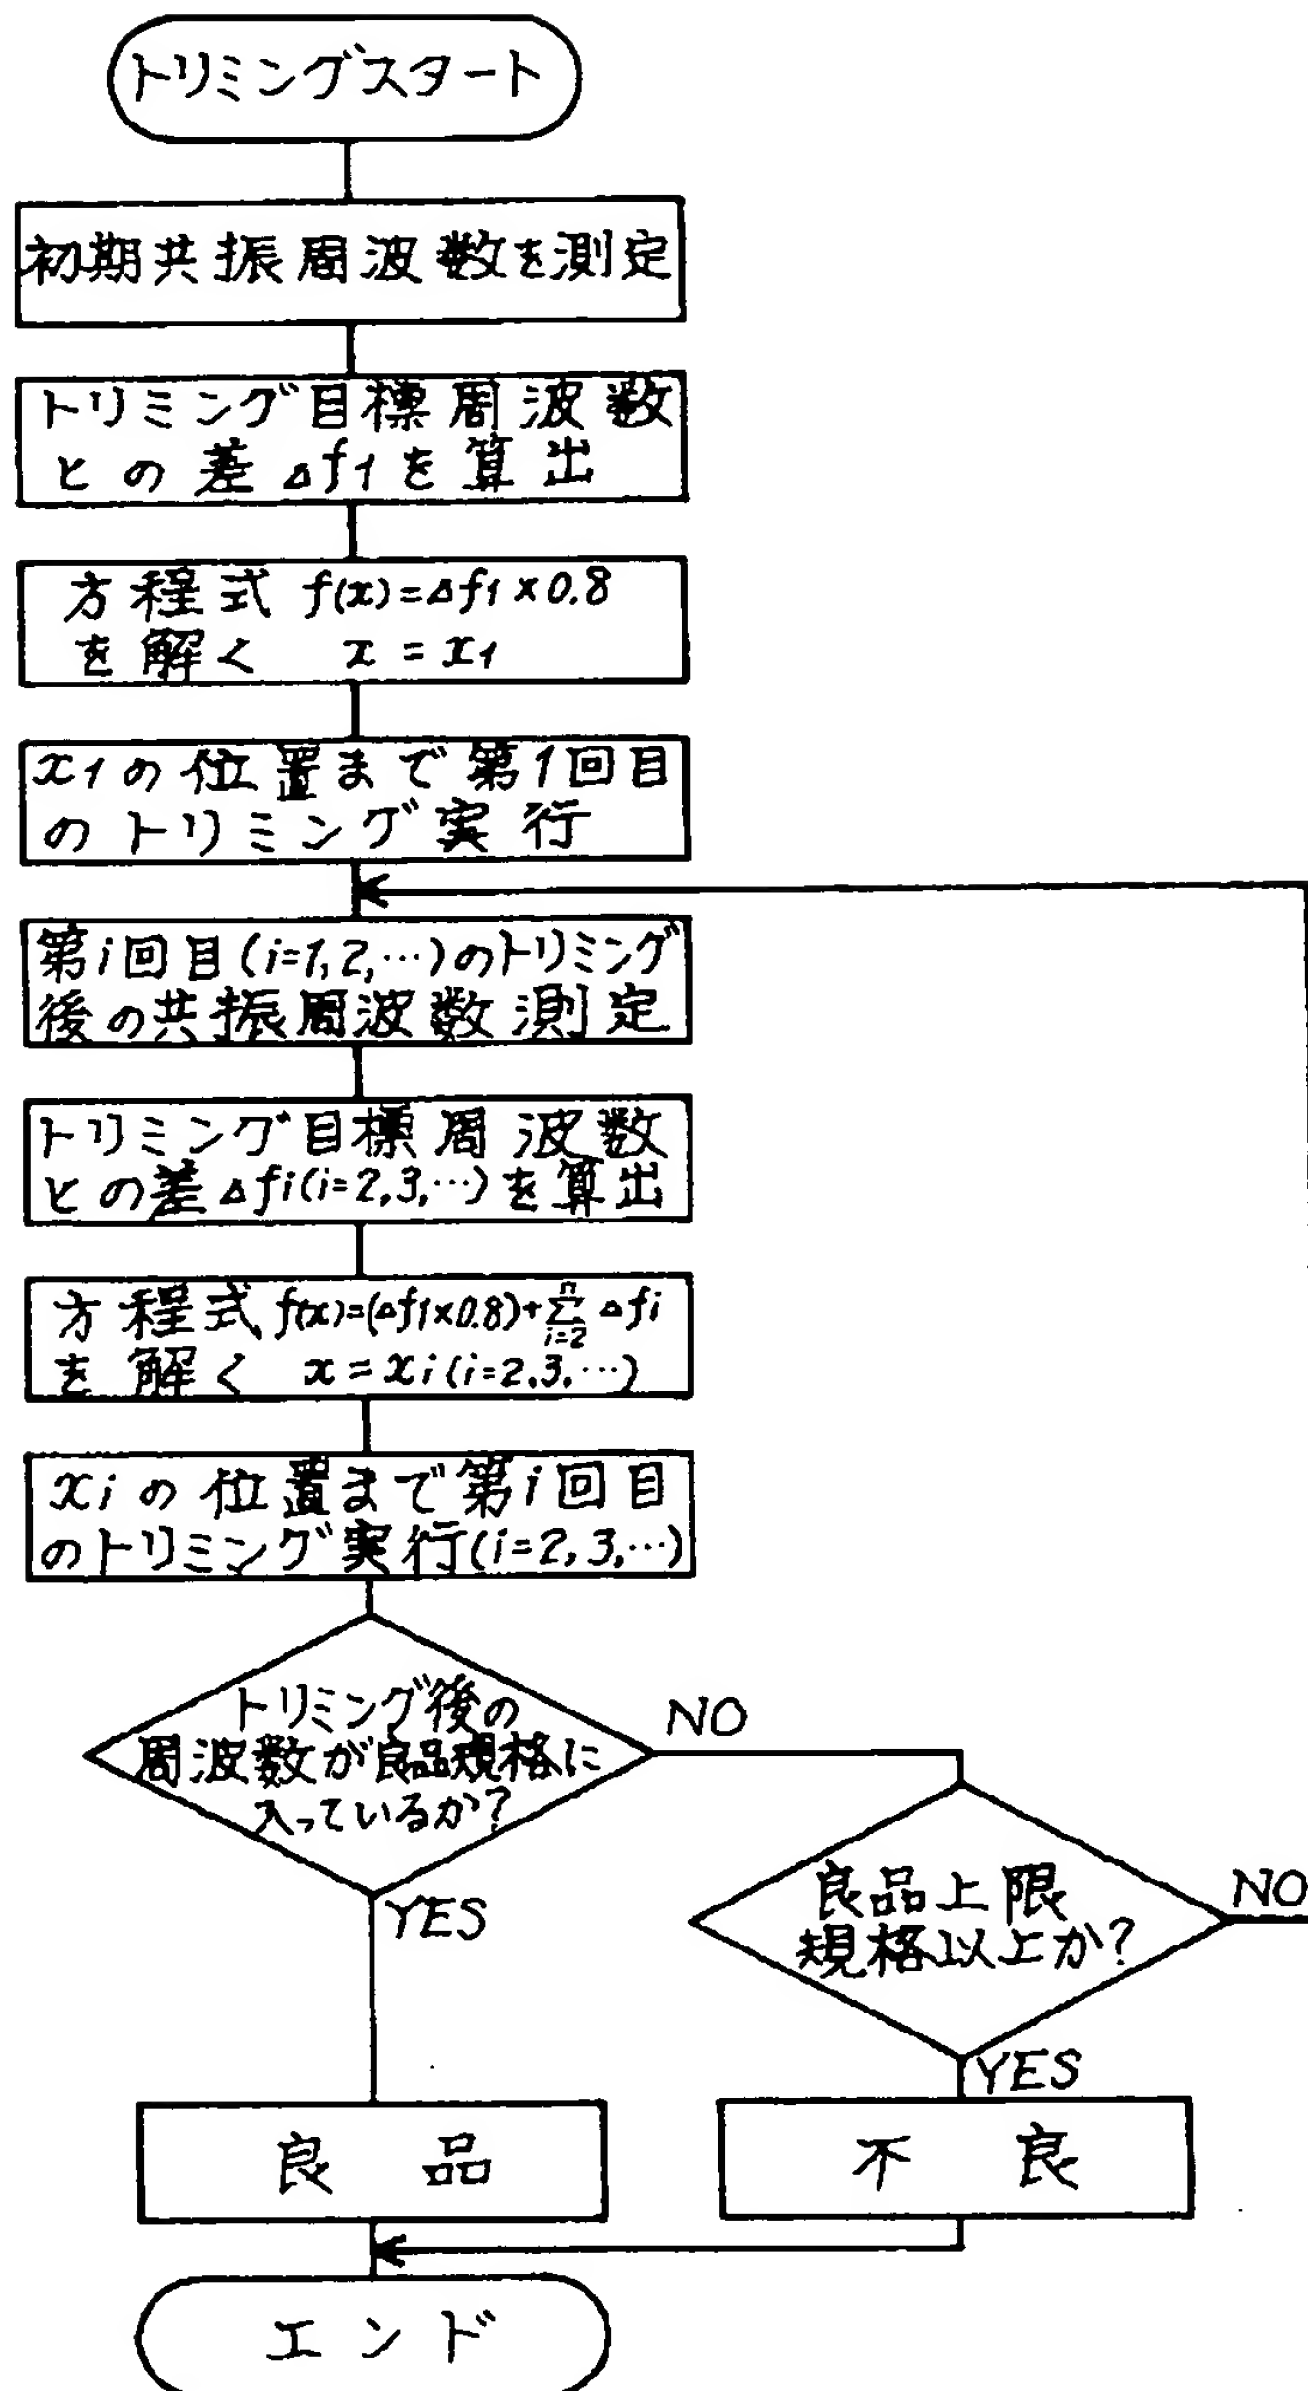 トリミングスタート
初期共振周波数を測定
トリミング目標周波数
との差Δf1を算出
方程式 f(x)=Δf1×0.8
を解く x=x1
x1の位置まで第1回目
のトリミング実行
第i回目(i=1,2,…)のトリミング
後の共振周波数測定
トリミング目標周波数
との差Δfi(i=2,3,…)を算出
方程式f(x)=(Δf1×0.8)+Σ[i=2, n] Δfi
を解く x=xi(i=2,3,…)
xiの位置まで第i回目
のトリミング実行(i=2,3,…)
トリミング後の
周波数が良品規格に
入っているか?
NO
YES
良品上限
規格以上か?
NO
YES
良品
不良
エンド